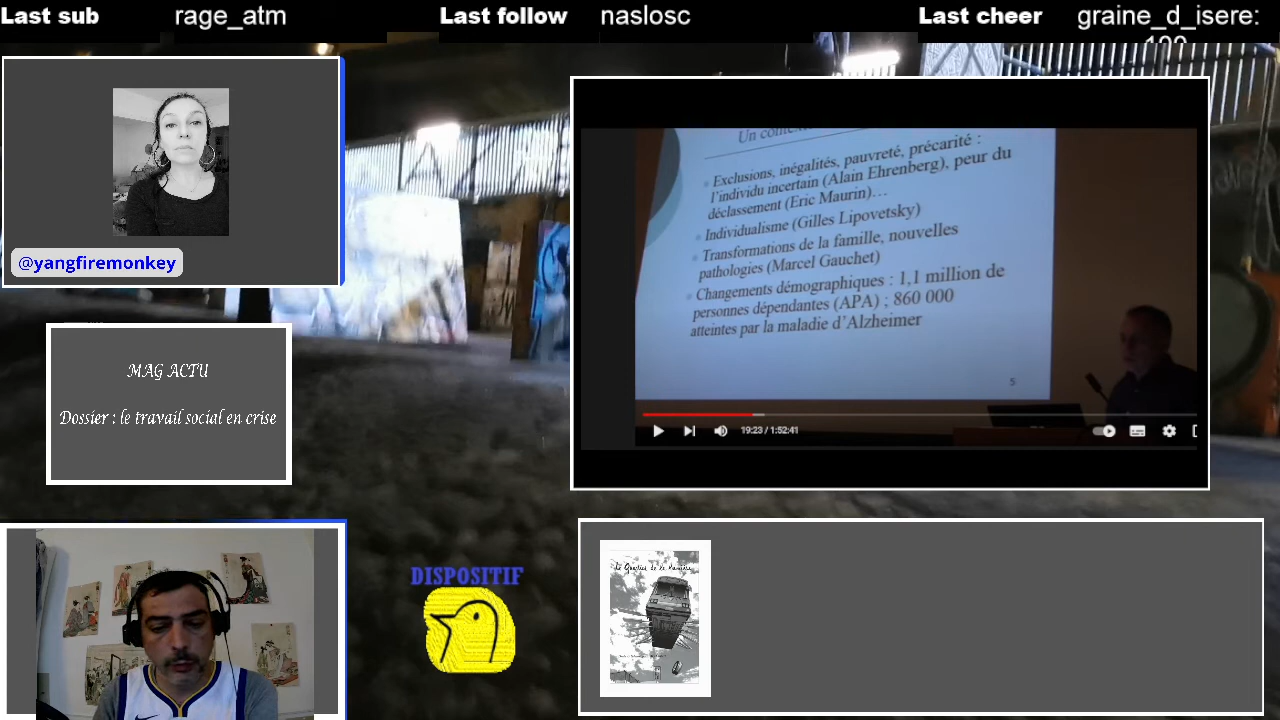 Last sub
rage_atm
Last follow
naslosc
Last cheer
graine_d_isere:
@yangfiremonkey
MAG ACTU
Dossier : le travail social en crise
Exclusions, inégalités, pauvreté, précarité :
l'individu incertain (Alain Ehrenberg), peur du
déclassement (Eric Maurin)…
Individualisme (Gilles Lipovetsky)
Transformations de la famille, nouvelles
pathologies (Marcel Gauchet)
Changements démographiques : 1,1 million de
personnes dépendantes (APA) ; 860 000
atteintes par la maladie d'Alzheimer
5
19:23 / 1:52:41
DISPOSITIF